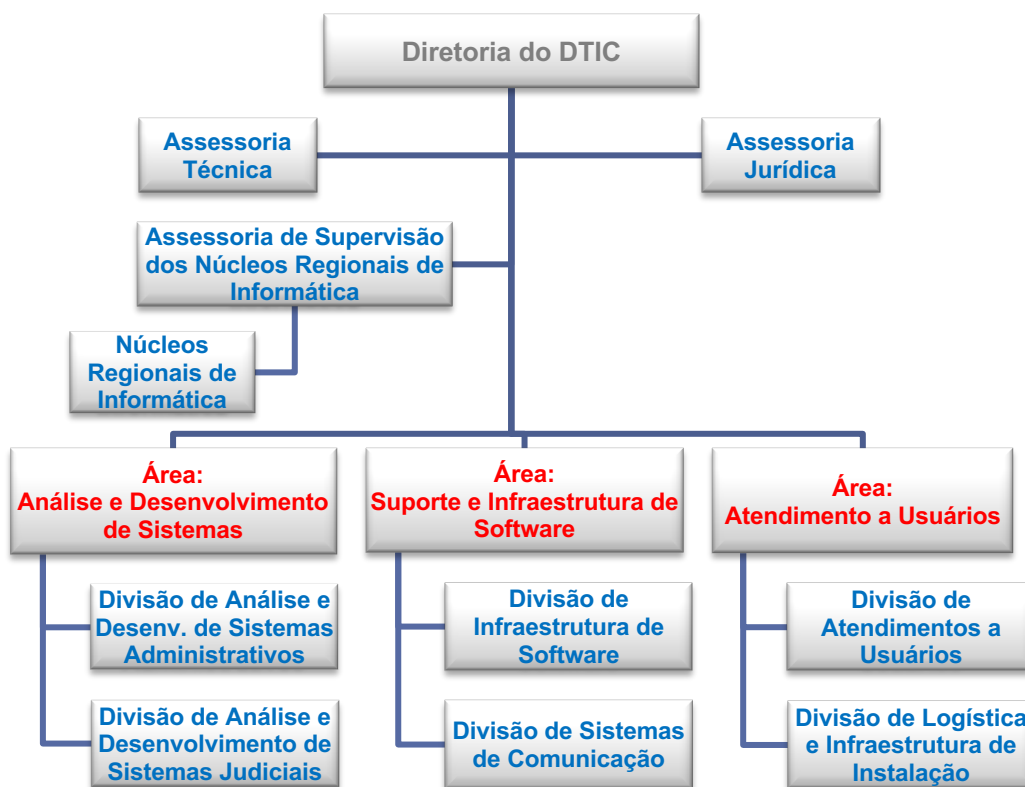 Diretoria do DTIC
Assessoria
Técnica
Assessoria
Jurídica
Assessoria de Supervisão
dos Núcleos Regionais de
Informática
Núcleos
Regionais de
Informática
Área:
Análise e Desenvolvimento
de Sistemas
Área:
Suporte e Infraestrutura de
Software
Área:
Atendimento a Usuários
Divisão de Análise e
Desenv. de Sistemas
Administrativos
Divisão de
Infraestrutura de
Software
Divisão de
Atendimentos a
Usuários
Divisão de Análise e
Desenvolvimento de
Sistemas Judiciais
Divisão de Sistemas
de Comunicação
Divisão de Logística
e Infraestrutura de
Instalação